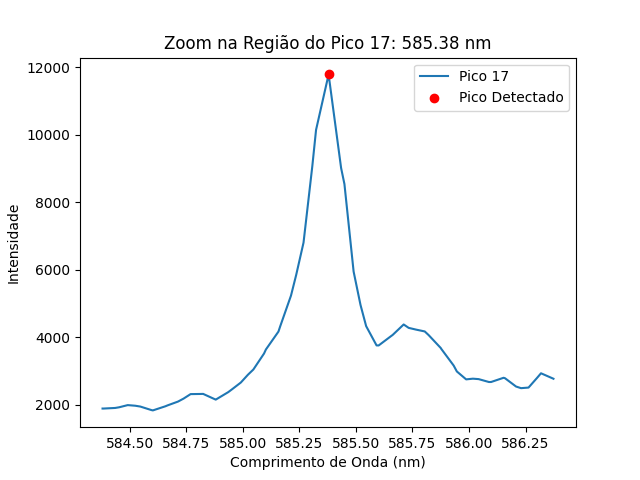 Zoom na Região do Pico 17: 585.38 nm
Pico 17
Pico Detectado
Intensidade
12000
10000
8000
6000
4000
2000
584.50 584.75 585.00 585.25 585.50 585.75 586.00 586.25
Comprimento de Onda (nm)